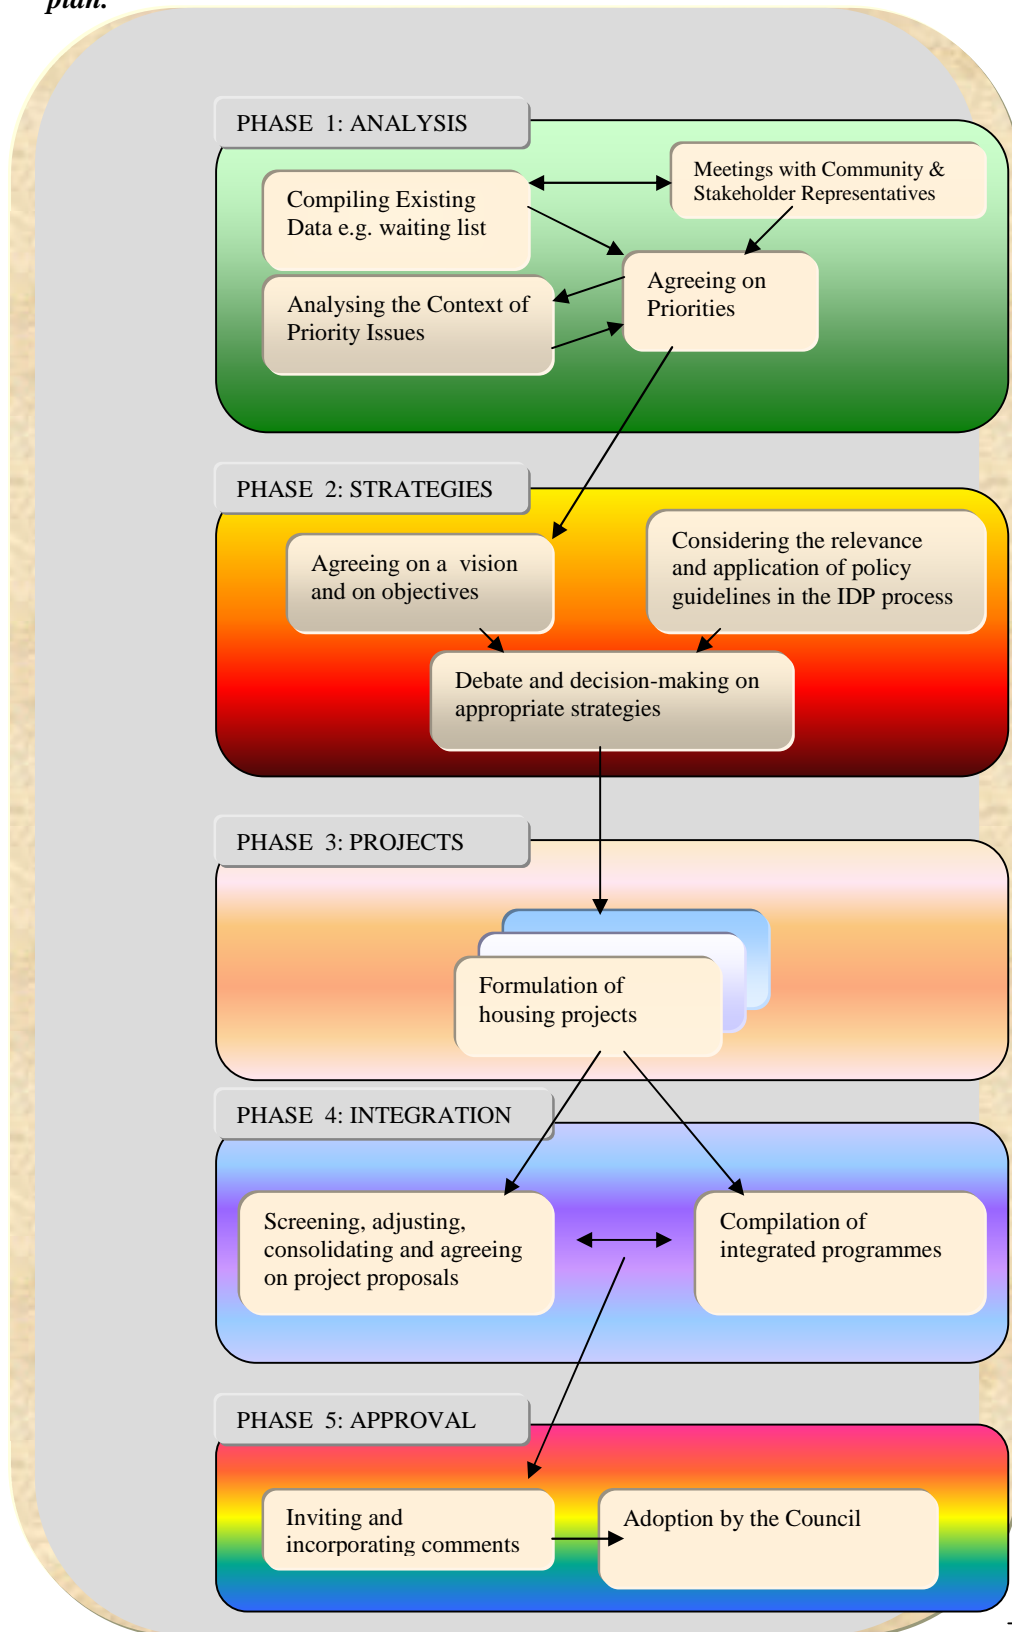 plan.
PHASE 1: ANALYSIS
Compiling Existing
Data e.g. waiting list
Meetings with Community &
Stakeholder Representatives
Agreeing on
Priorities
Analysing the Context of
Priority Issues
PHASE 2: STRATEGIES
Agreeing on a vision
and on objectives
Considering the relevance
and application of policy
guidelines in the IDP process
Debate and decision-making on
appropriate strategies
PHASE 3: PROJECTS
Formulation of
housing projects
PHASE 4: INTEGRATION
Screening, adjusting,
consolidating and agreeing
on project proposals
Compilation of
integrated programmes
PHASE 5: APPROVAL
Inviting and
incorporating comments
Adoption by the Council